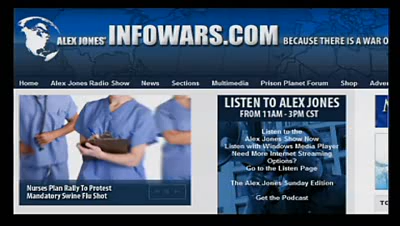 ALEX JONES' INFOWARS.COM BECAUSE THERE IS A WAR O
Home Alex Jones Radio Show News Sections Multimedia Prison Planet Forum Shop Adver
LISTEN TO ALEX JONES
FROM 11AM - 3PM CST
Listen to the
Alex Jones Show Now
Listen with Windows Media Player
Need More Internet Streaming
Options?
Go to the Listen Page
The Alex Jones Sunday Edition
Get the Podcast
Nurses Plan Rally To Protest
Mandatory Swine Flu Shot
TO